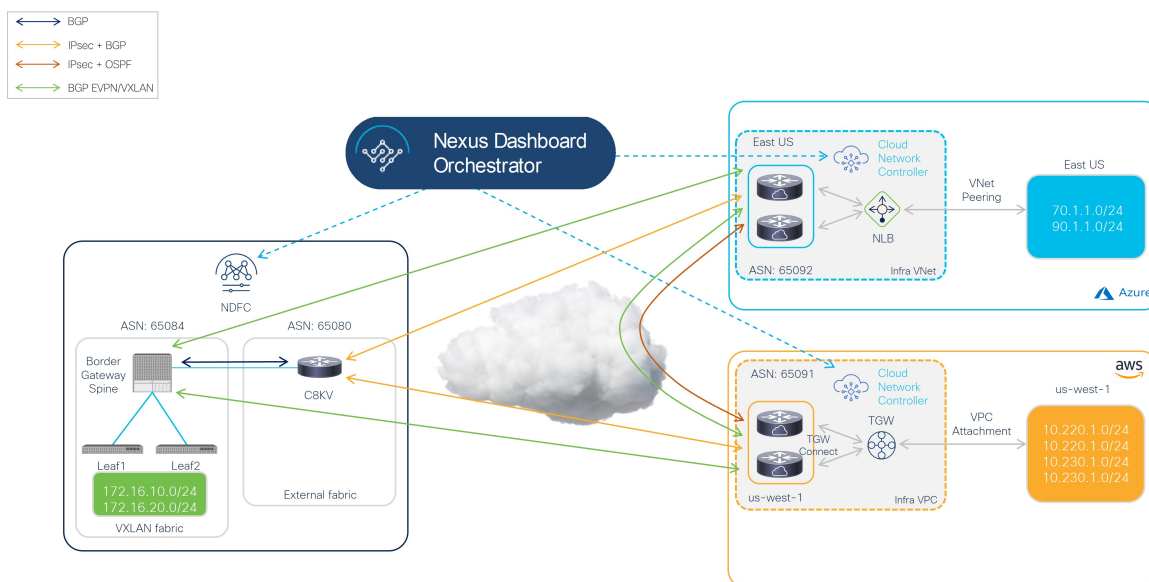 BGP
IPsec + BGP
IPsec + OSPF
BGP EVPN/VXLAN
Nexus Dashboard
Orchestrator
NDFC
ASN: 65084
ASN: 65080
Border
Gateway
Spine
C8KV
Leaf1
Leaf2
172.16.10.0/24
172.16.20.0/24
VXLAN fabric
External fabric
East US
Cloud
Network
Controller
NLB
ASN: 65092
Infra VNet
VNet
Peering
East US
70.1.1.0/24
90.1.1.0/24
Azure
ASN: 65091
Cloud
Network
Controller
TGW
Connect
TGW
us-west-1
Infra VPC
VPC
Attachment
aws
us-west-1
10.220.1.0/24
10.220.1.0/24
10.230.1.0/24
10.230.1.0/24